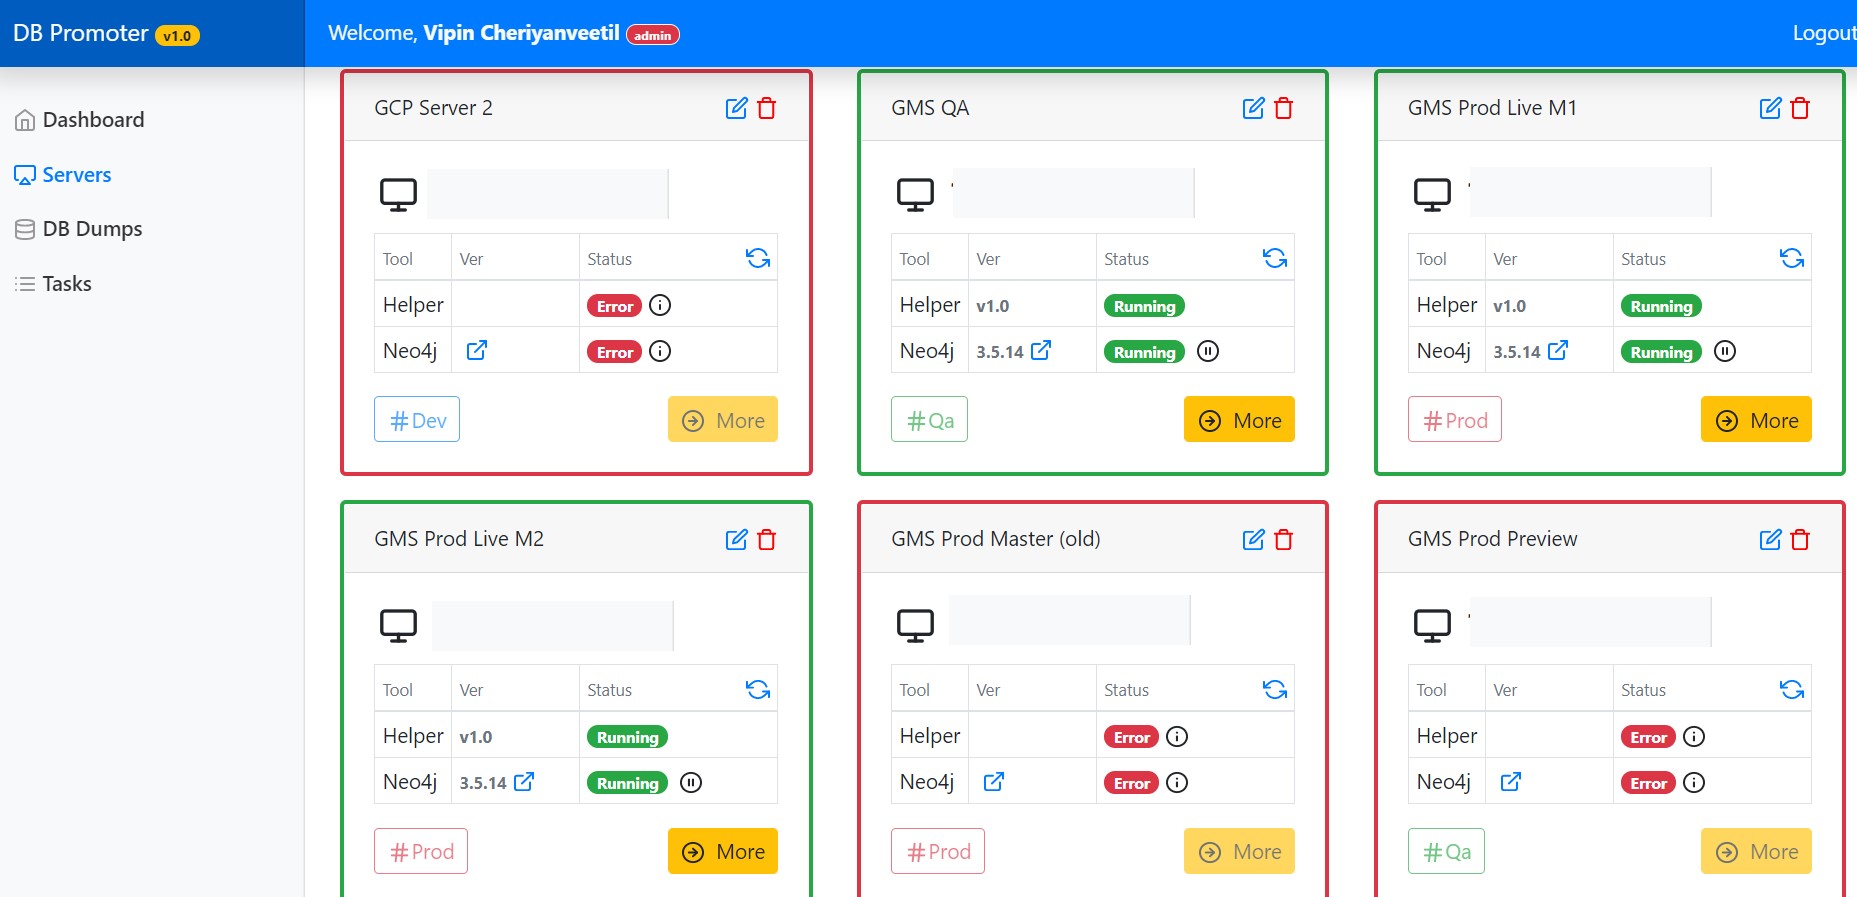 DB Promoter v1.0
Welcome, Vipin Cheriyanveetil admin
Logout
Dashboard
Servers
DB Dumps
Tasks
GCP Server 2
Tool Ver Status
Helper Error
Neo4j Error
#Dev
More
GMS QA
Tool Ver Status
Helper v1.0 Running
Neo4j 3.5.14 Running
#Qa
More
GMS Prod Live M1
Tool Ver Status
Helper v1.0 Running
Neo4j 3.5.14 Running
#Prod
More
GMS Prod Live M2
Tool Ver Status
Helper v1.0 Running
Neo4j 3.5.14 Running
#Prod
More
GMS Prod Master (old)
Tool Ver Status
Helper Error
Neo4j Error
#Prod
More
GMS Prod Preview
Tool Ver Status
Helper Error
Neo4j Error
#Qa
More